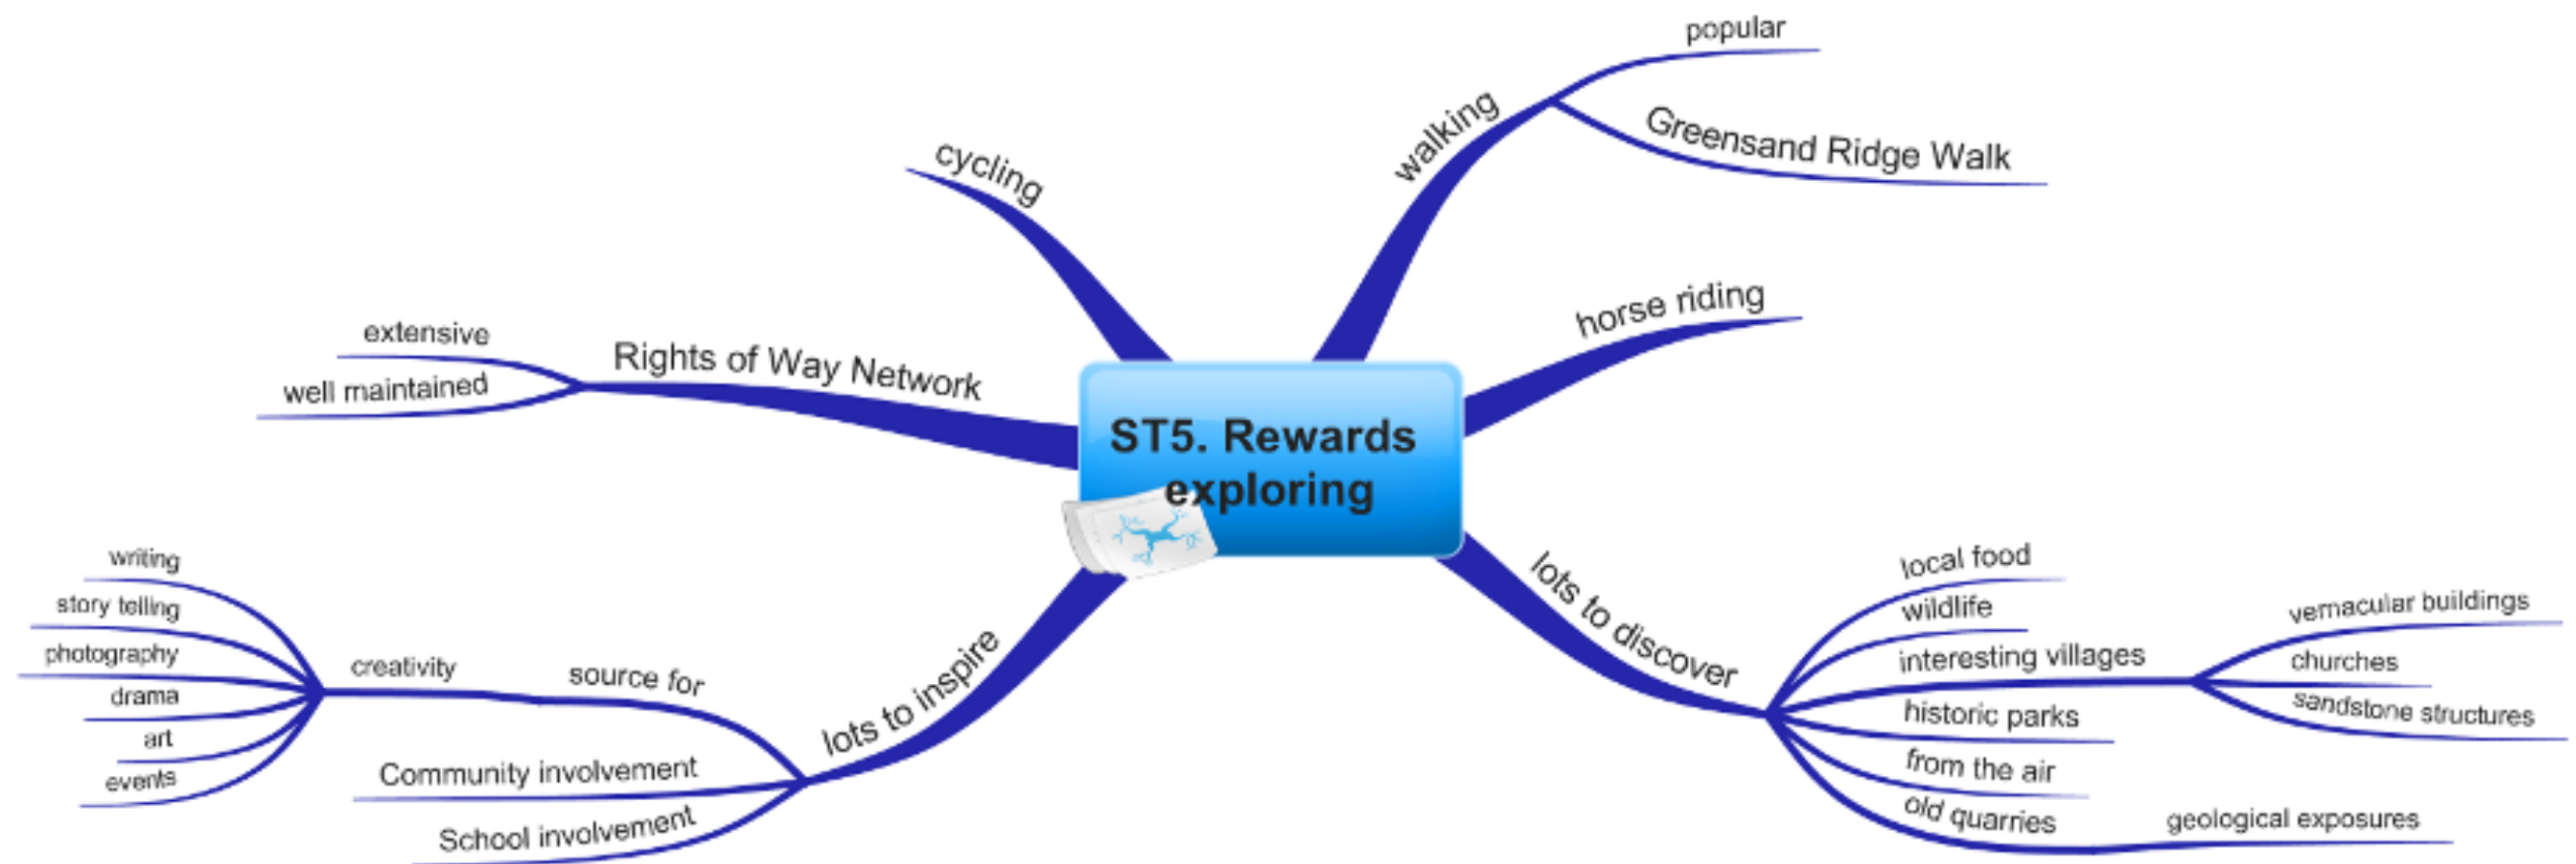 popular
walking
Greensand Ridge Walk
cycling
horse riding
extensive
Rights of Way Network
well maintained
ST5. Rewards
exploring
lots to discover
local food
wildlife
interesting villages
vernacular buildings
churches
sandstone structures
historic parks
from the air
old quarries
geological exposures
lots to inspire
source for
creativity
writing
story telling
photography
drama
art
events
Community involvement
School involvement